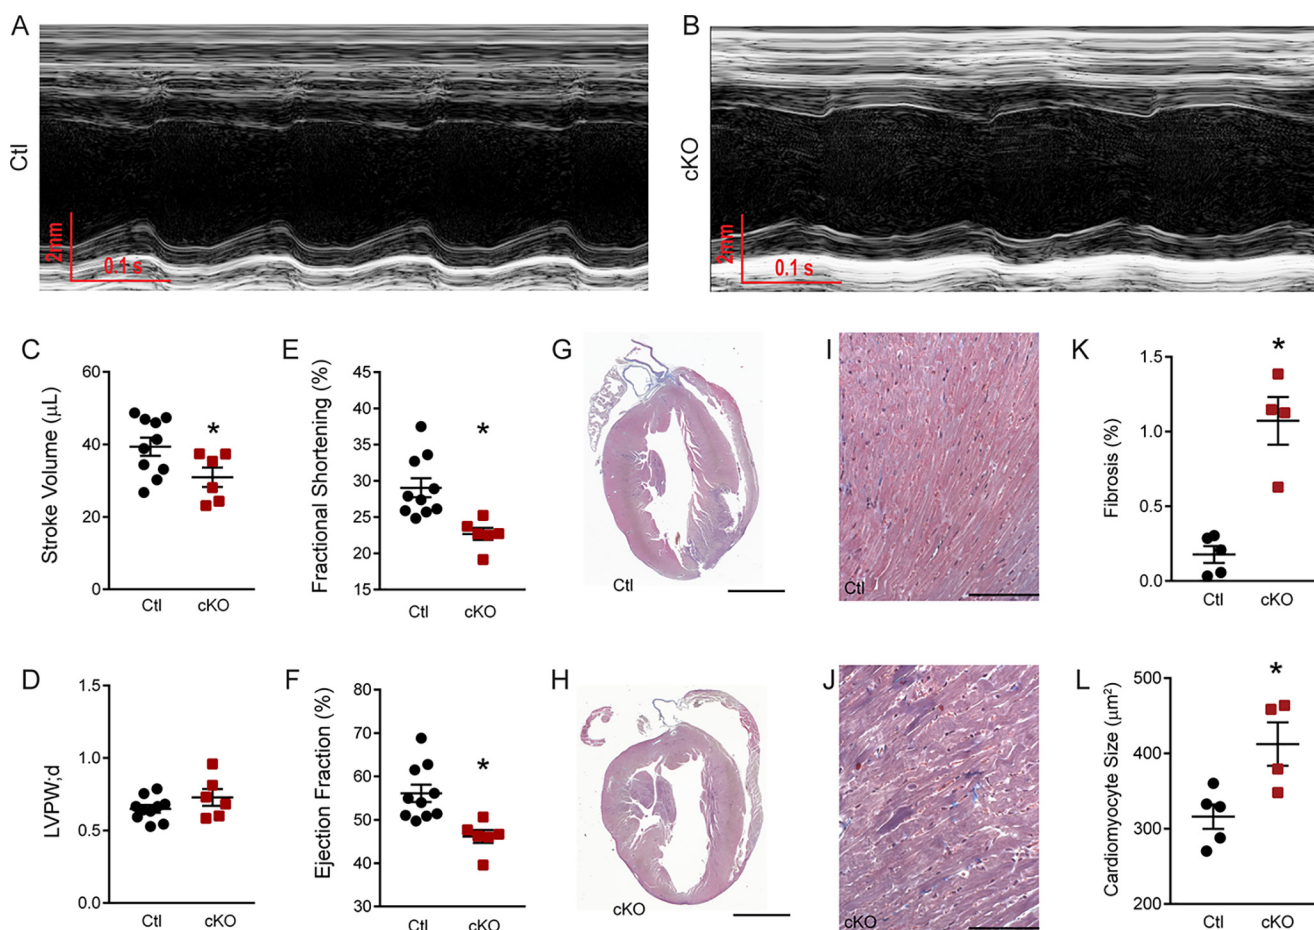 A
B
Ctl
cKO
2mm
0.1 s
2mm
0.1 s
C
Stroke Volume (μL)
60
40
20
0
*
Ctl
cKO
E
Fractional Shortening (%)
45
40
35
30
25
20
15
*
Ctl
cKO
G
Ctl
I
Ctl
K
Fibrosis (%)
1.5
1.0
0.5
0.0
*
Ctl
cKO
D
LVPW;d
1.5
1.0
0.5
0.0
Ctl
cKO
F
Ejection Fraction (%)
80
70
60
50
40
30
*
Ctl
cKO
H
cKO
J
cKO
L
Cardiomyocyte Size (μm²)
500
400
300
200
*
Ctl
cKO